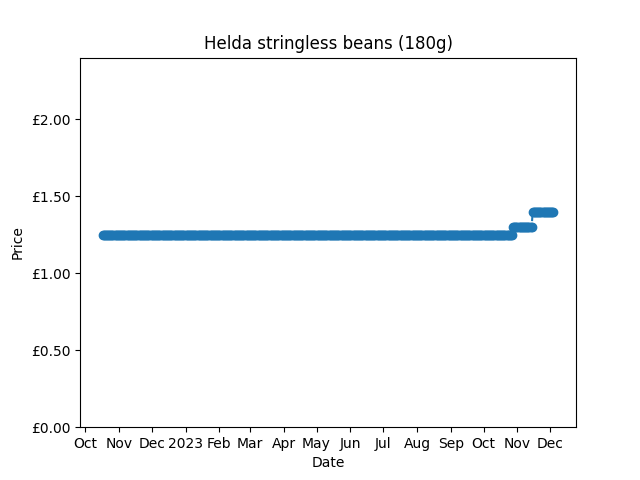 Helda stringless beans (180g)
£2.00
£1.50
£1.00
£0.50
£0.00
Price
Oct Nov Dec 2023 Feb Mar Apr May Jun Jul Aug Sep Oct Nov Dec
Date